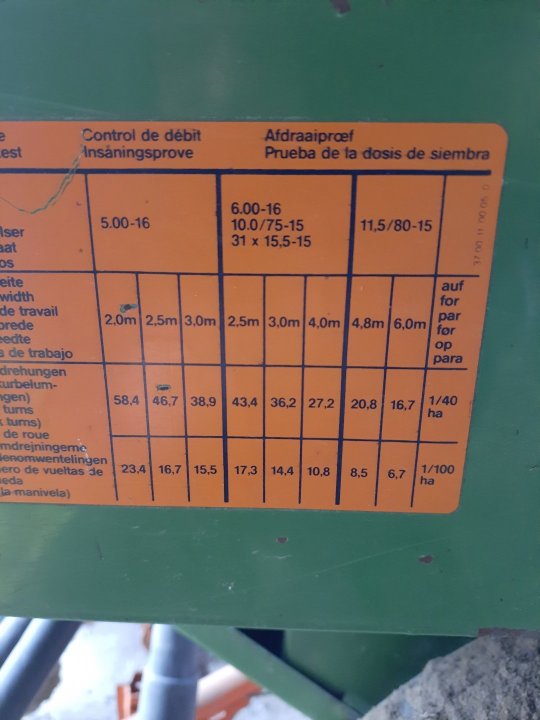 e Control de débit Afdraaiprœf
est Insåningsprove Prueba de la dosis de siembra
lser
aat
os
5.00-16
6.00-16
10.0/75-15
31 x 15,5-15
11,5/80-15
eite
width
de travail
brede
eedte
a de trabajo
2,0m 2,5m 3,0m 2,5m 3,0m 4,0m 4,8m 6,0m
auf
for
par
før
op
para
drehungen
kurbelum-
ngen)
turns
k turns)
de roue
58,4 46,7 38,9 43,4 36,2 27,2 20,8 16,7 1/40
ha
mdrejningerne
lenomwentelingen
ero de vueltas de
eda
(la manivela)
23,4 16,7 15,5 17,3 14,4 10,8 8,5 6,7 1/100
ha